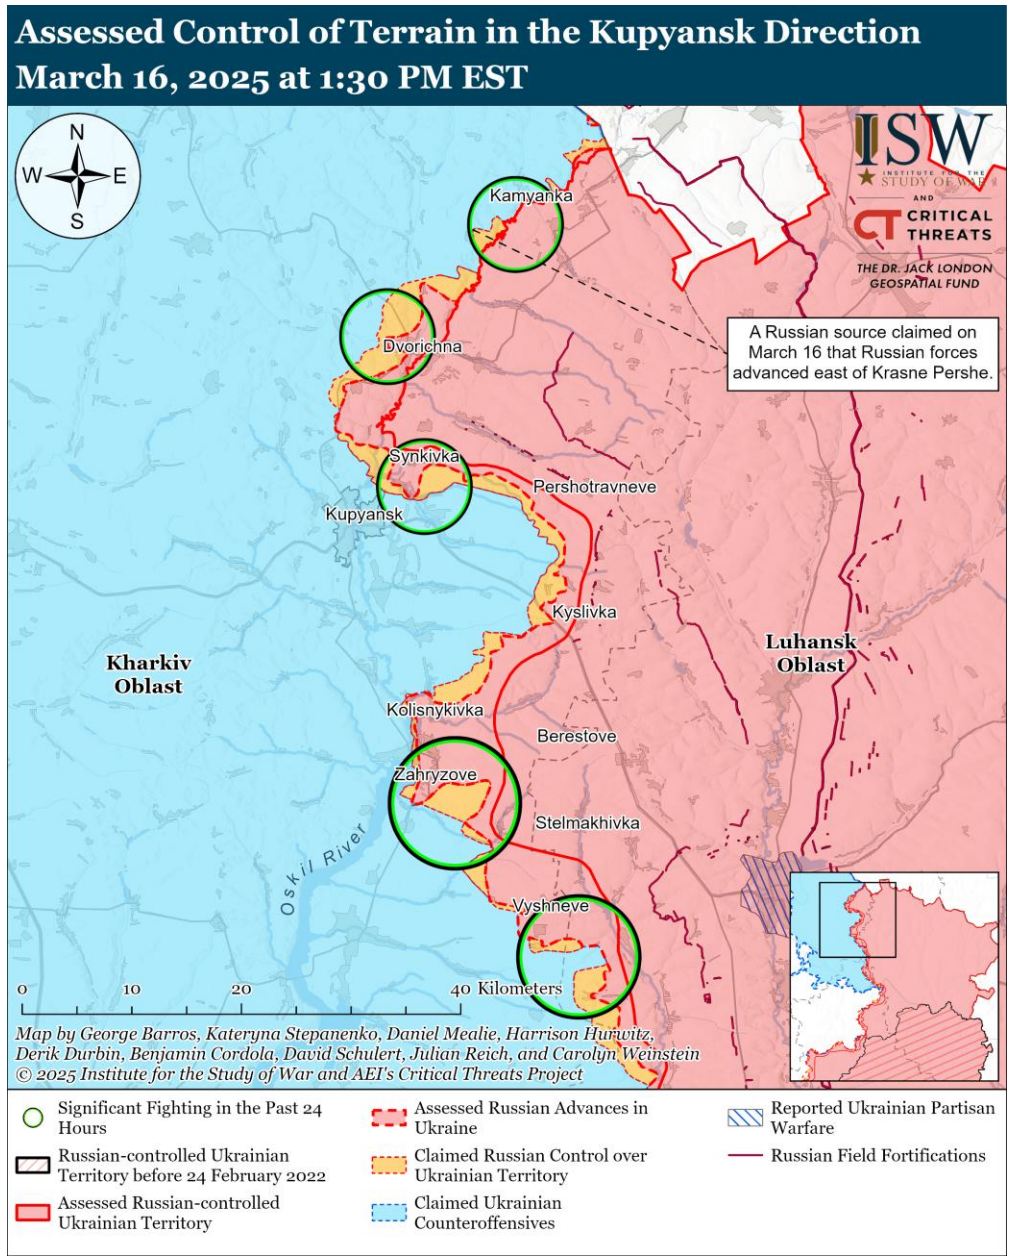 Assessed Control of Terrain in the Kupyansk Direction
March 16, 2025 at 1:30 PM EST
N
W
E
S
ISW
INSTITUTE FOR THE
STUDY OF WAR
AND
CT CRITICAL
THREATS
THE DR. JACK LONDON
GEOSPATIAL FUND
Kamyanka
A Russian source claimed on
March 16 that Russian forces
advanced east of Krasne Pershe.
Dvorichna
Synkivka
Pershotravneve
Kupyansk
Kyslivka
Kharkiv
Oblast
Luhansk
Oblast
Kolisnykivka
Berestove
Zahryzove
Stelmakhivka
Oskil River
Vyshneve
0 10 20 40 Kilometers
Map by George Barros, Kateryna Stepanenko, Daniel Mealie, Harrison Hurwitz,
Derik Durbin, Benjamin Cordola, David Schulert, Julian Reich, and Carolyn Weinstein
© 2025 Institute for the Study of War and AEI's Critical Threats Project
Significant Fighting in the Past 24
Hours
Russian-controlled Ukrainian
Territory before 24 February 2022
Assessed Russian-controlled
Ukrainian Territory
Assessed Russian Advances in
Ukraine
Claimed Russian Control over
Ukrainian Territory
Claimed Ukrainian
Counteroffensives
Reported Ukrainian Partisan
Warfare
Russian Field Fortifications